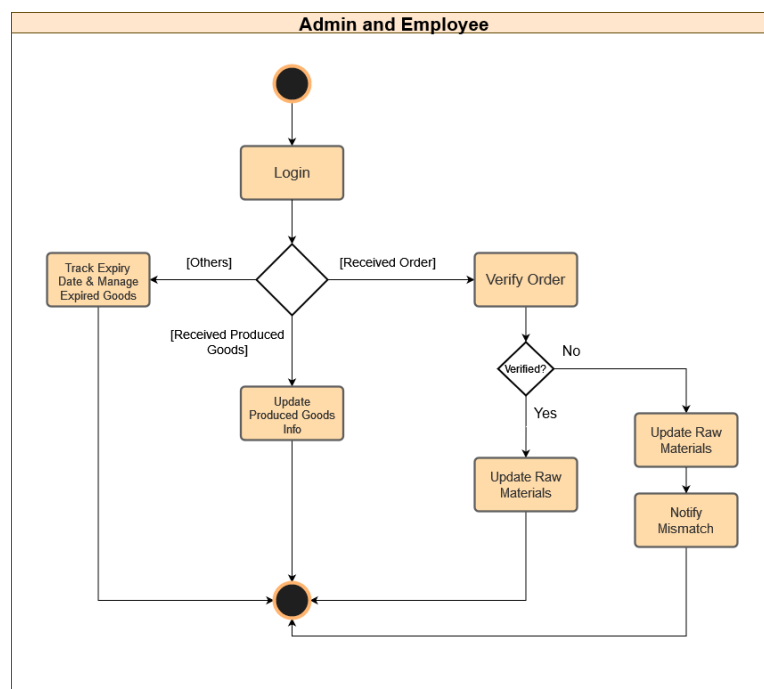 Admin and Employee
Login
[Others]
[Received Order]
Track Expiry
Date & Manage
Expired Goods
Verify Order
[Received Produced
Goods]
Verified?
No
Update
Produced Goods
Info
Yes
Update Raw
Materials
Update Raw
Materials
Notify
Mismatch